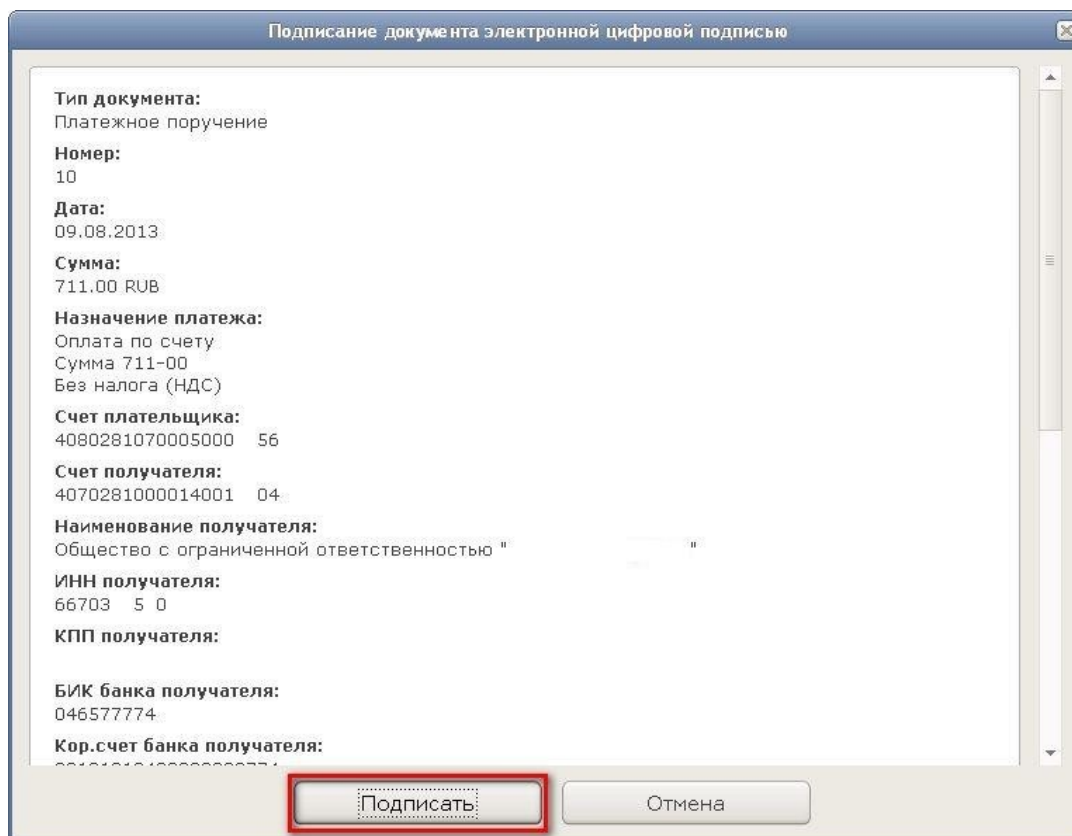 Подписание документа электронной цифровой подписью
Тип документа:
Платежное поручение
Номер:
10
Дата:
09.08.2013
Сумма:
711.00 RUB
Назначение платежа:
Оплата по счету
Сумма 711-00
Без налога (НДС)
Счет плательщика:
4080281070005000 56
Счет получателя:
4070281000014001 04
Наименование получателя:
Общество с ограниченной ответственностью " "
ИНН получателя:
66703 5 0
КПП получателя:
БИК банка получателя:
046577774
Кор.счет банка получателя:
Подписать
Отмена